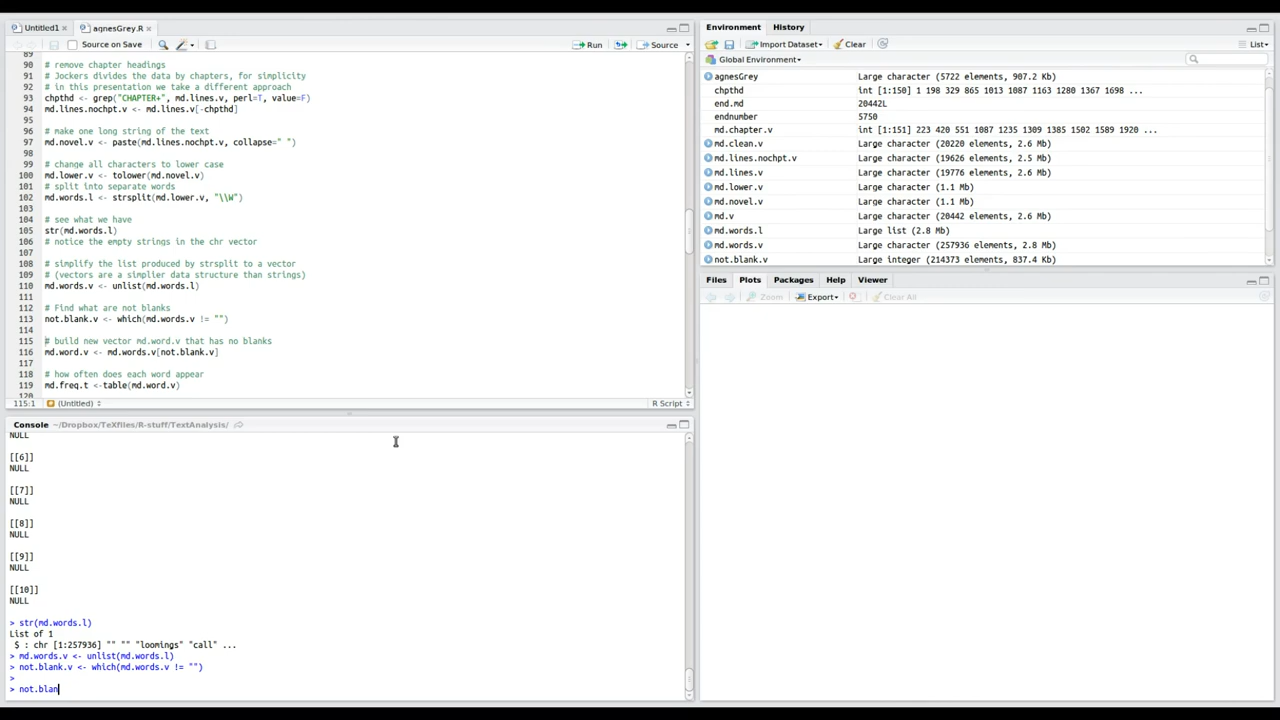 Untitled1
agnesGrey.R
Source on Save
Run
Source
89
90 # remove chapter headings
91 # Jockers divides the data by chapters, for simplicity
92 # in this presentation we take a different approach
93 chpthd <- grep("CHAPTER+", md.lines.v, perl=T, value=F)
94 md.lines.nochpt.v <- md.lines.v[-chpthd]
95
96 # make one long string of the text
97 md.novel.v <- paste(md.lines.nochpt.v, collapse=" ")
98
99 # change all characters to lower case
100 md.lower.v <- tolower(md.novel.v)
101 # split into separate words
102 md.words.l <- strsplit(md.lower.v, "\\W")
103
104 # see what we have
105 str(md.words.l)
106 # notice the empty strings in the chr vector
107
108 # simplify the list produced by strsplit to a vector
109 # (vectors are a simplier data structure than strings)
110 md.words.v <- unlist(md.words.l)
111
112 # Find what are not blanks
113 not.blank.v <- which(md.words.v != "")
114
115 # build new vector md.word.v that has no blanks
116 md.word.v <- md.words.v[not.blank.v]
117
118 # how often does each word appear
119 md.freq.t <-table(md.word.v)
120
115:1 (Untitled) R Script
Console ~/Dropbox/TeXfiles/R-stuff/TextAnalysis/
NULL
[[6]]
NULL
[[7]]
NULL
[[8]]
NULL
[[9]]
NULL
[[10]]
NULL
> str(md.words.l)
List of 1
$ : chr [1:257936] "" "" "loomings" "call" ...
> md.words.v <- unlist(md.words.l)
> not.blank.v <- which(md.words.v != "")
>
> not.blan
Environment History
Import Dataset Clear List
Global Environment
agnesGrey Large character (5722 elements, 907.2 Kb)
chpthd int [1:150] 1 198 329 865 1013 1087 1163 1280 1367 1698 ...
end.md 20442L
endnumber 5750
md.chapter.v int [1:151] 223 420 551 1087 1235 1309 1385 1502 1589 1920 ...
md.clean.v Large character (20220 elements, 2.6 Mb)
md.lines.nochpt.v Large character (19626 elements, 2.5 Mb)
md.lines.v Large character (19776 elements, 2.6 Mb)
md.lower.v Large character (1.1 Mb)
md.novel.v Large character (1.1 Mb)
md.v Large character (20442 elements, 2.6 Mb)
md.words.l Large list (2.8 Mb)
md.words.v Large character (257936 elements, 2.8 Mb)
not.blank.v Large integer (214373 elements, 837.4 Kb)
Files Plots Packages Help Viewer
Zoom Export Clear All